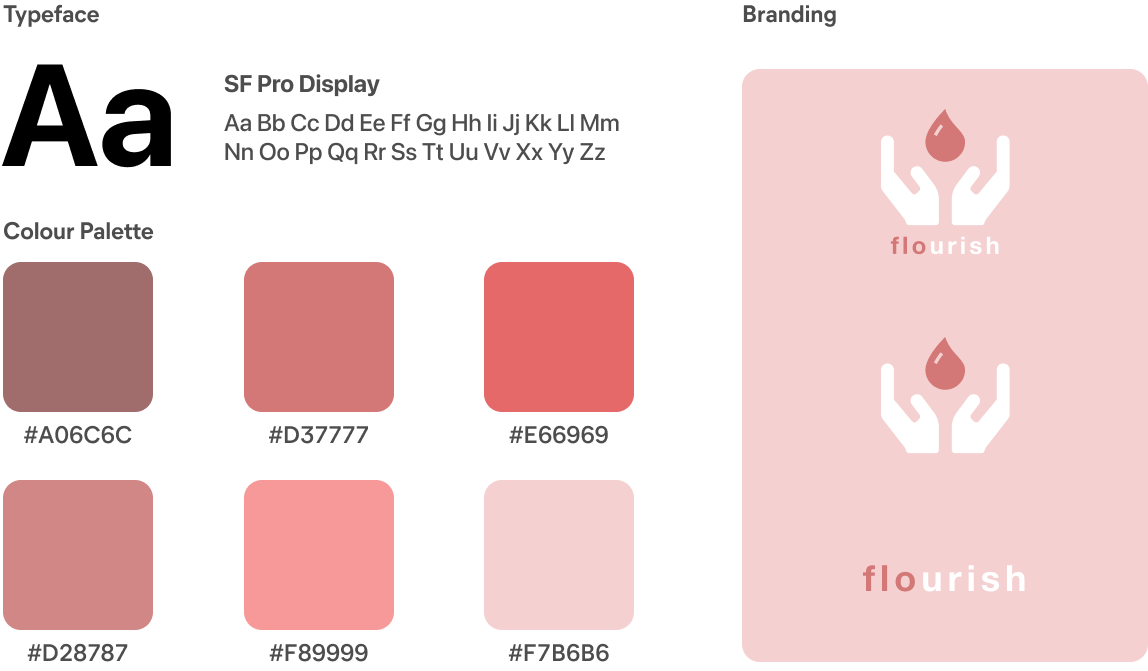 Typeface
Branding
Aa
SF Pro Display
Aa Bb Cc Dd Ee Ff Gg Hh Ii Jj Kk Ll Mm
Nn Oo Pp Qq Rr Ss Tt Uu Vv Xx Yy Zz
flourish
Colour Palette
#A06C6C
#D37777
#E66969
#D28787
#F89999
#F7B6B6
flourish